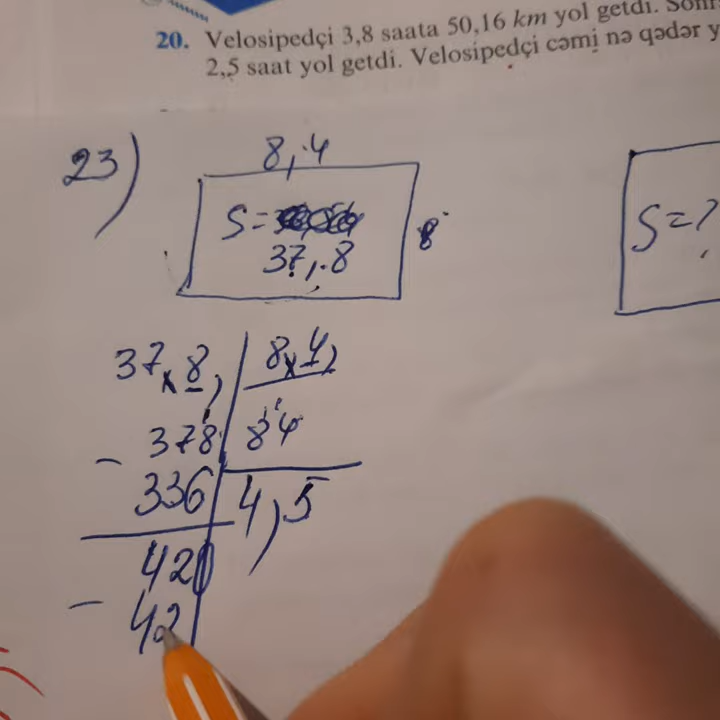 20. Velosipedçi 3,8 saata 50,16 km yol getdi.
2,5 saat yol getdi. Velosipedçi cəmi nə qədər y
23)
8,4
S=
37,8
8
S=?
37,8, 8,4,
- 378 84
336 4,5
420
- 42